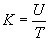 K = U / T